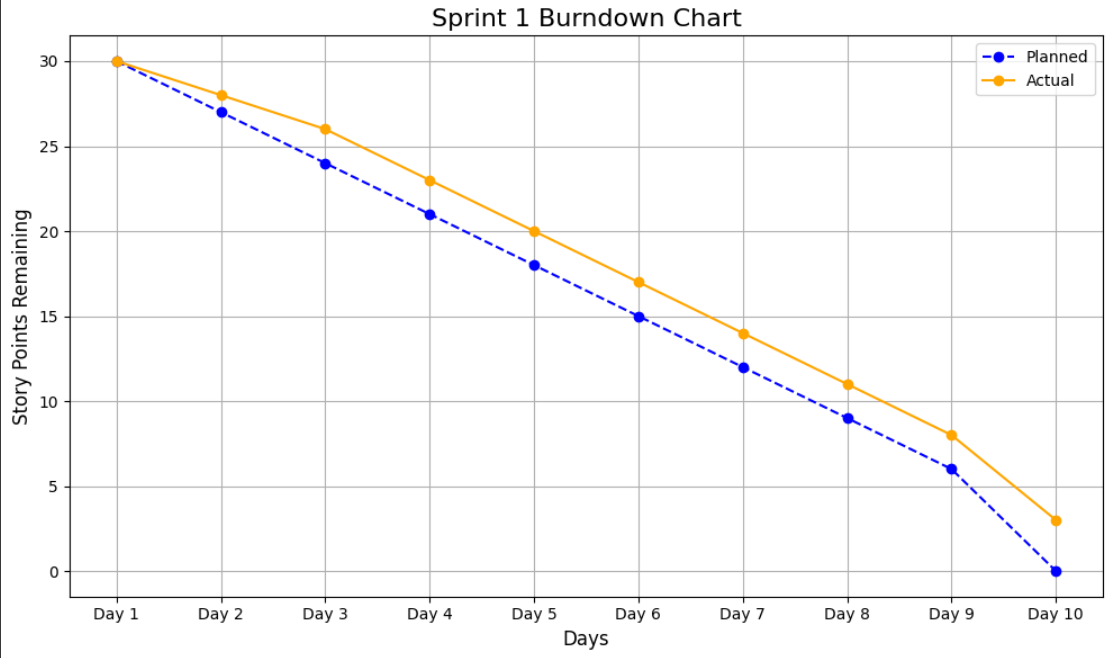 Sprint 1 Burndown Chart
Planned
Actual
Story Points Remaining
30
25
20
15
10
5
0
Day 1 Day 2 Day 3 Day 4 Day 5 Day 6 Day 7 Day 8 Day 9 Day 10
Days